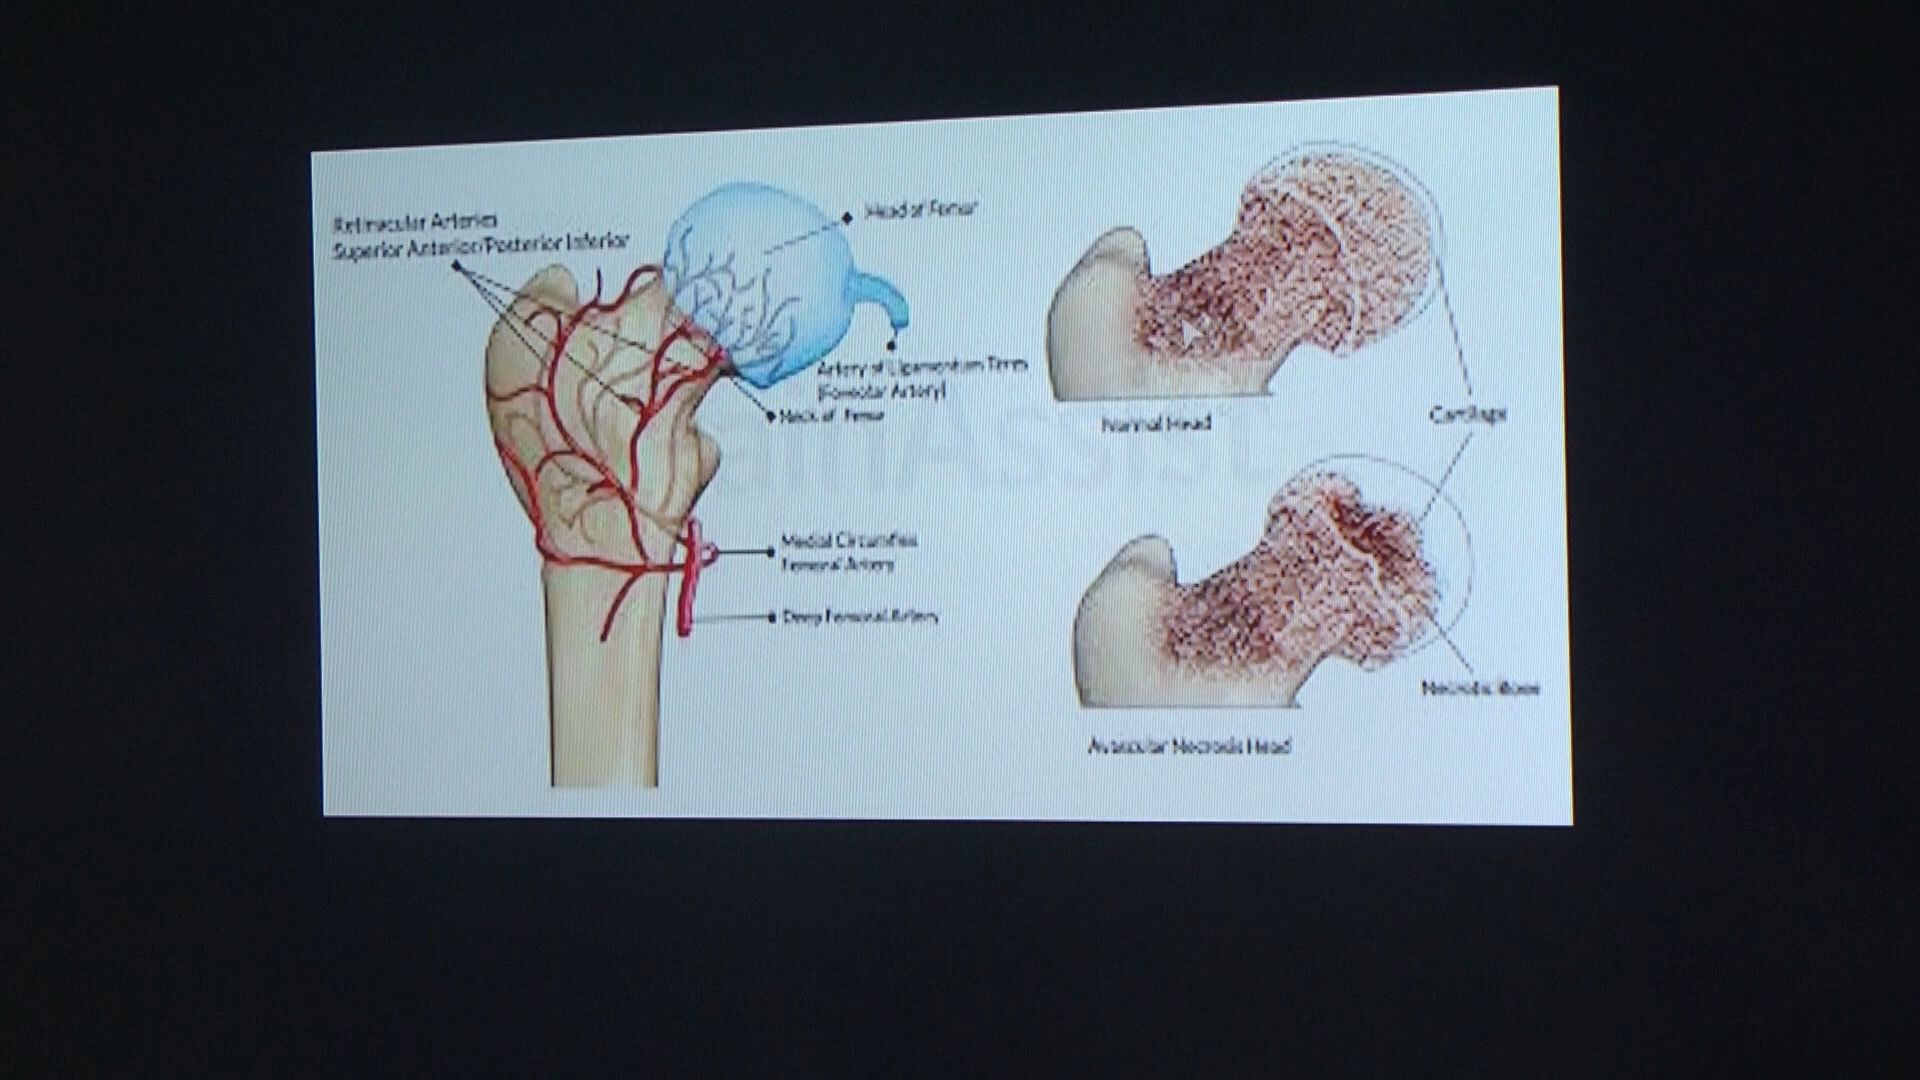 Retinacular Arteries
Superior Anterior/Posterior Inferior
Head of Femur
Artery of Ligamentum Teres
(Foveolar Artery)
Neck of Femur
Medial Circumflex
Femoral Artery
Deep Femoral Artery
Normal Head
Cartilage
Necrotic Bone
Avascular Necrosis Head